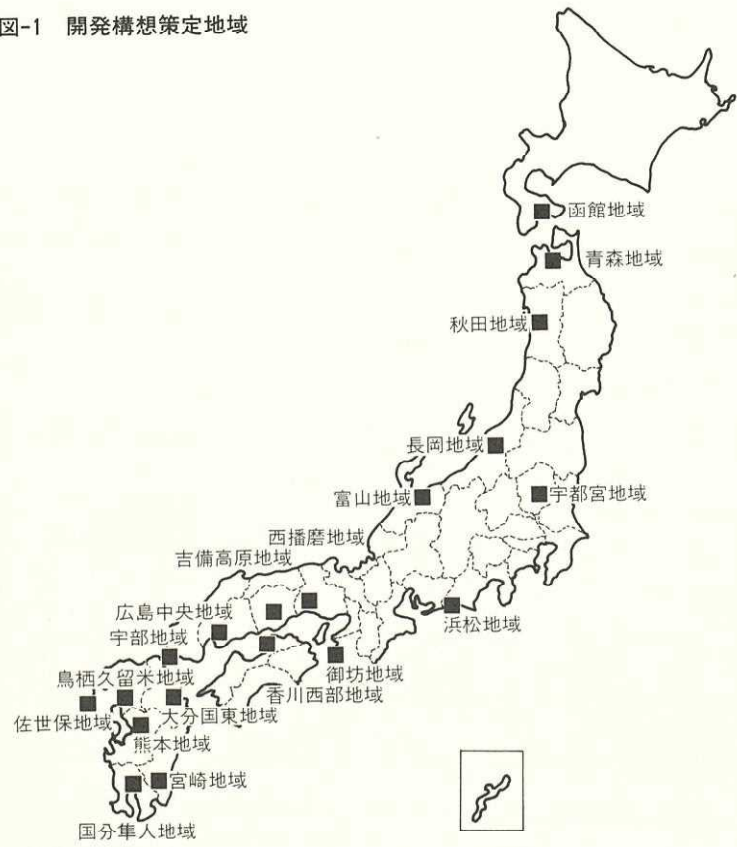 図-1 開発構想策定地域
函館地域
青森地域
秋田地域
長岡地域
宇都宮地域
富山地域
西播磨地域
吉備高原地域
広島中央地域
浜松地域
宇部地域
御坊地域
鳥栖久留米地域
香川西部地域
大分国東地域
佐世保地域
熊本地域
宮崎地域
国分隼人地域